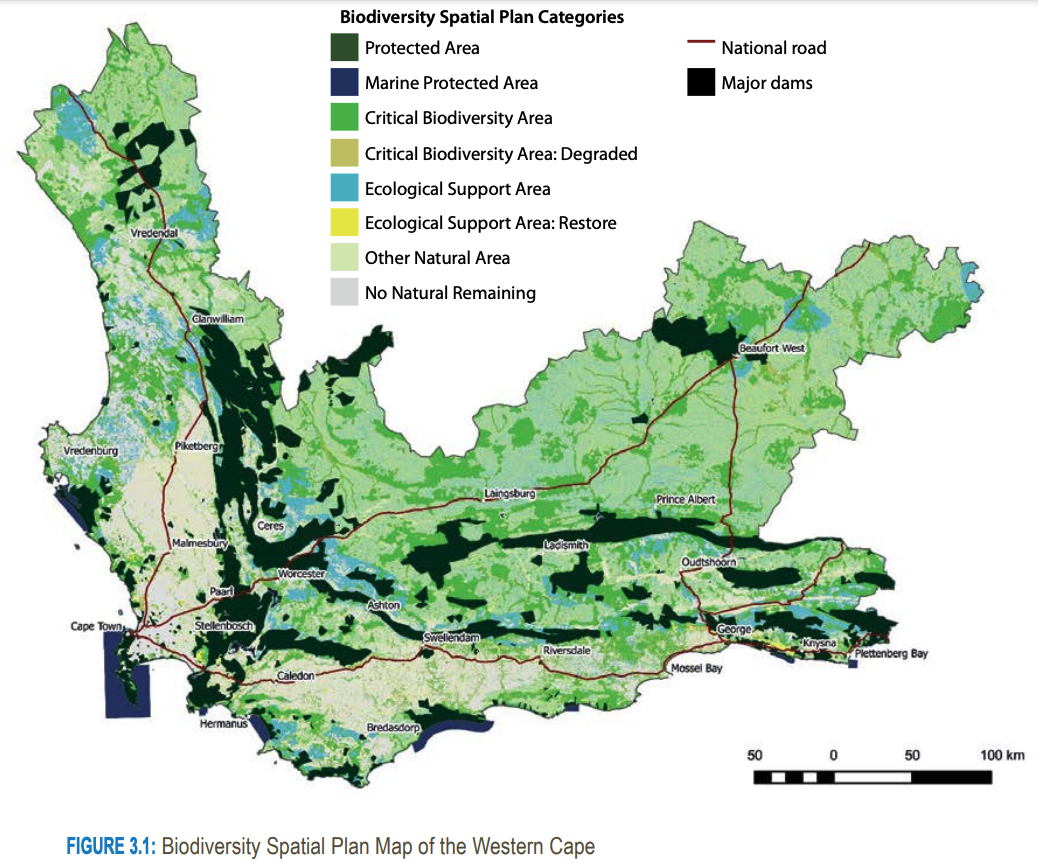 Biodiversity Spatial Plan Categories
Protected Area
National road
Marine Protected Area
Major dams
Critical Biodiversity Area
Critical Biodiversity Area: Degraded
Ecological Support Area
Ecological Support Area: Restore
Other Natural Area
No Natural Remaining
Vredendal
Clanwilliam
Beaufort West
Piketberg
Vredenburg
Laingsburg
Prince Albert
Ceres
Malmesbury
Ladismith
Oudtshoorn
Worcester
Paarl
Ashton
Cape Town
Stellenbosch
George
Swellendam
Knysna
Riversdale
Plettenberg Bay
Mossel Bay
Caledon
Hermanus
Bredasdorp
50 0 50 100 km
FIGURE 3.1: Biodiversity Spatial Plan Map of the Western Cape